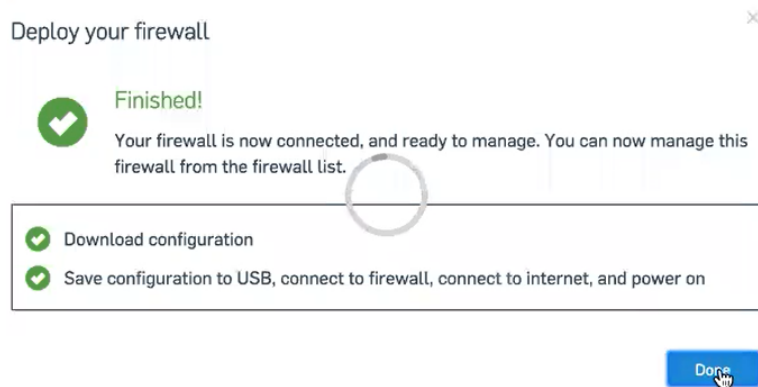 Deploy your firewall
Finished!
Your firewall is now connected, and ready to manage. You can now manage this
firewall from the firewall list.
Download configuration
Save configuration to USB, connect to firewall, connect to internet, and power on
Done